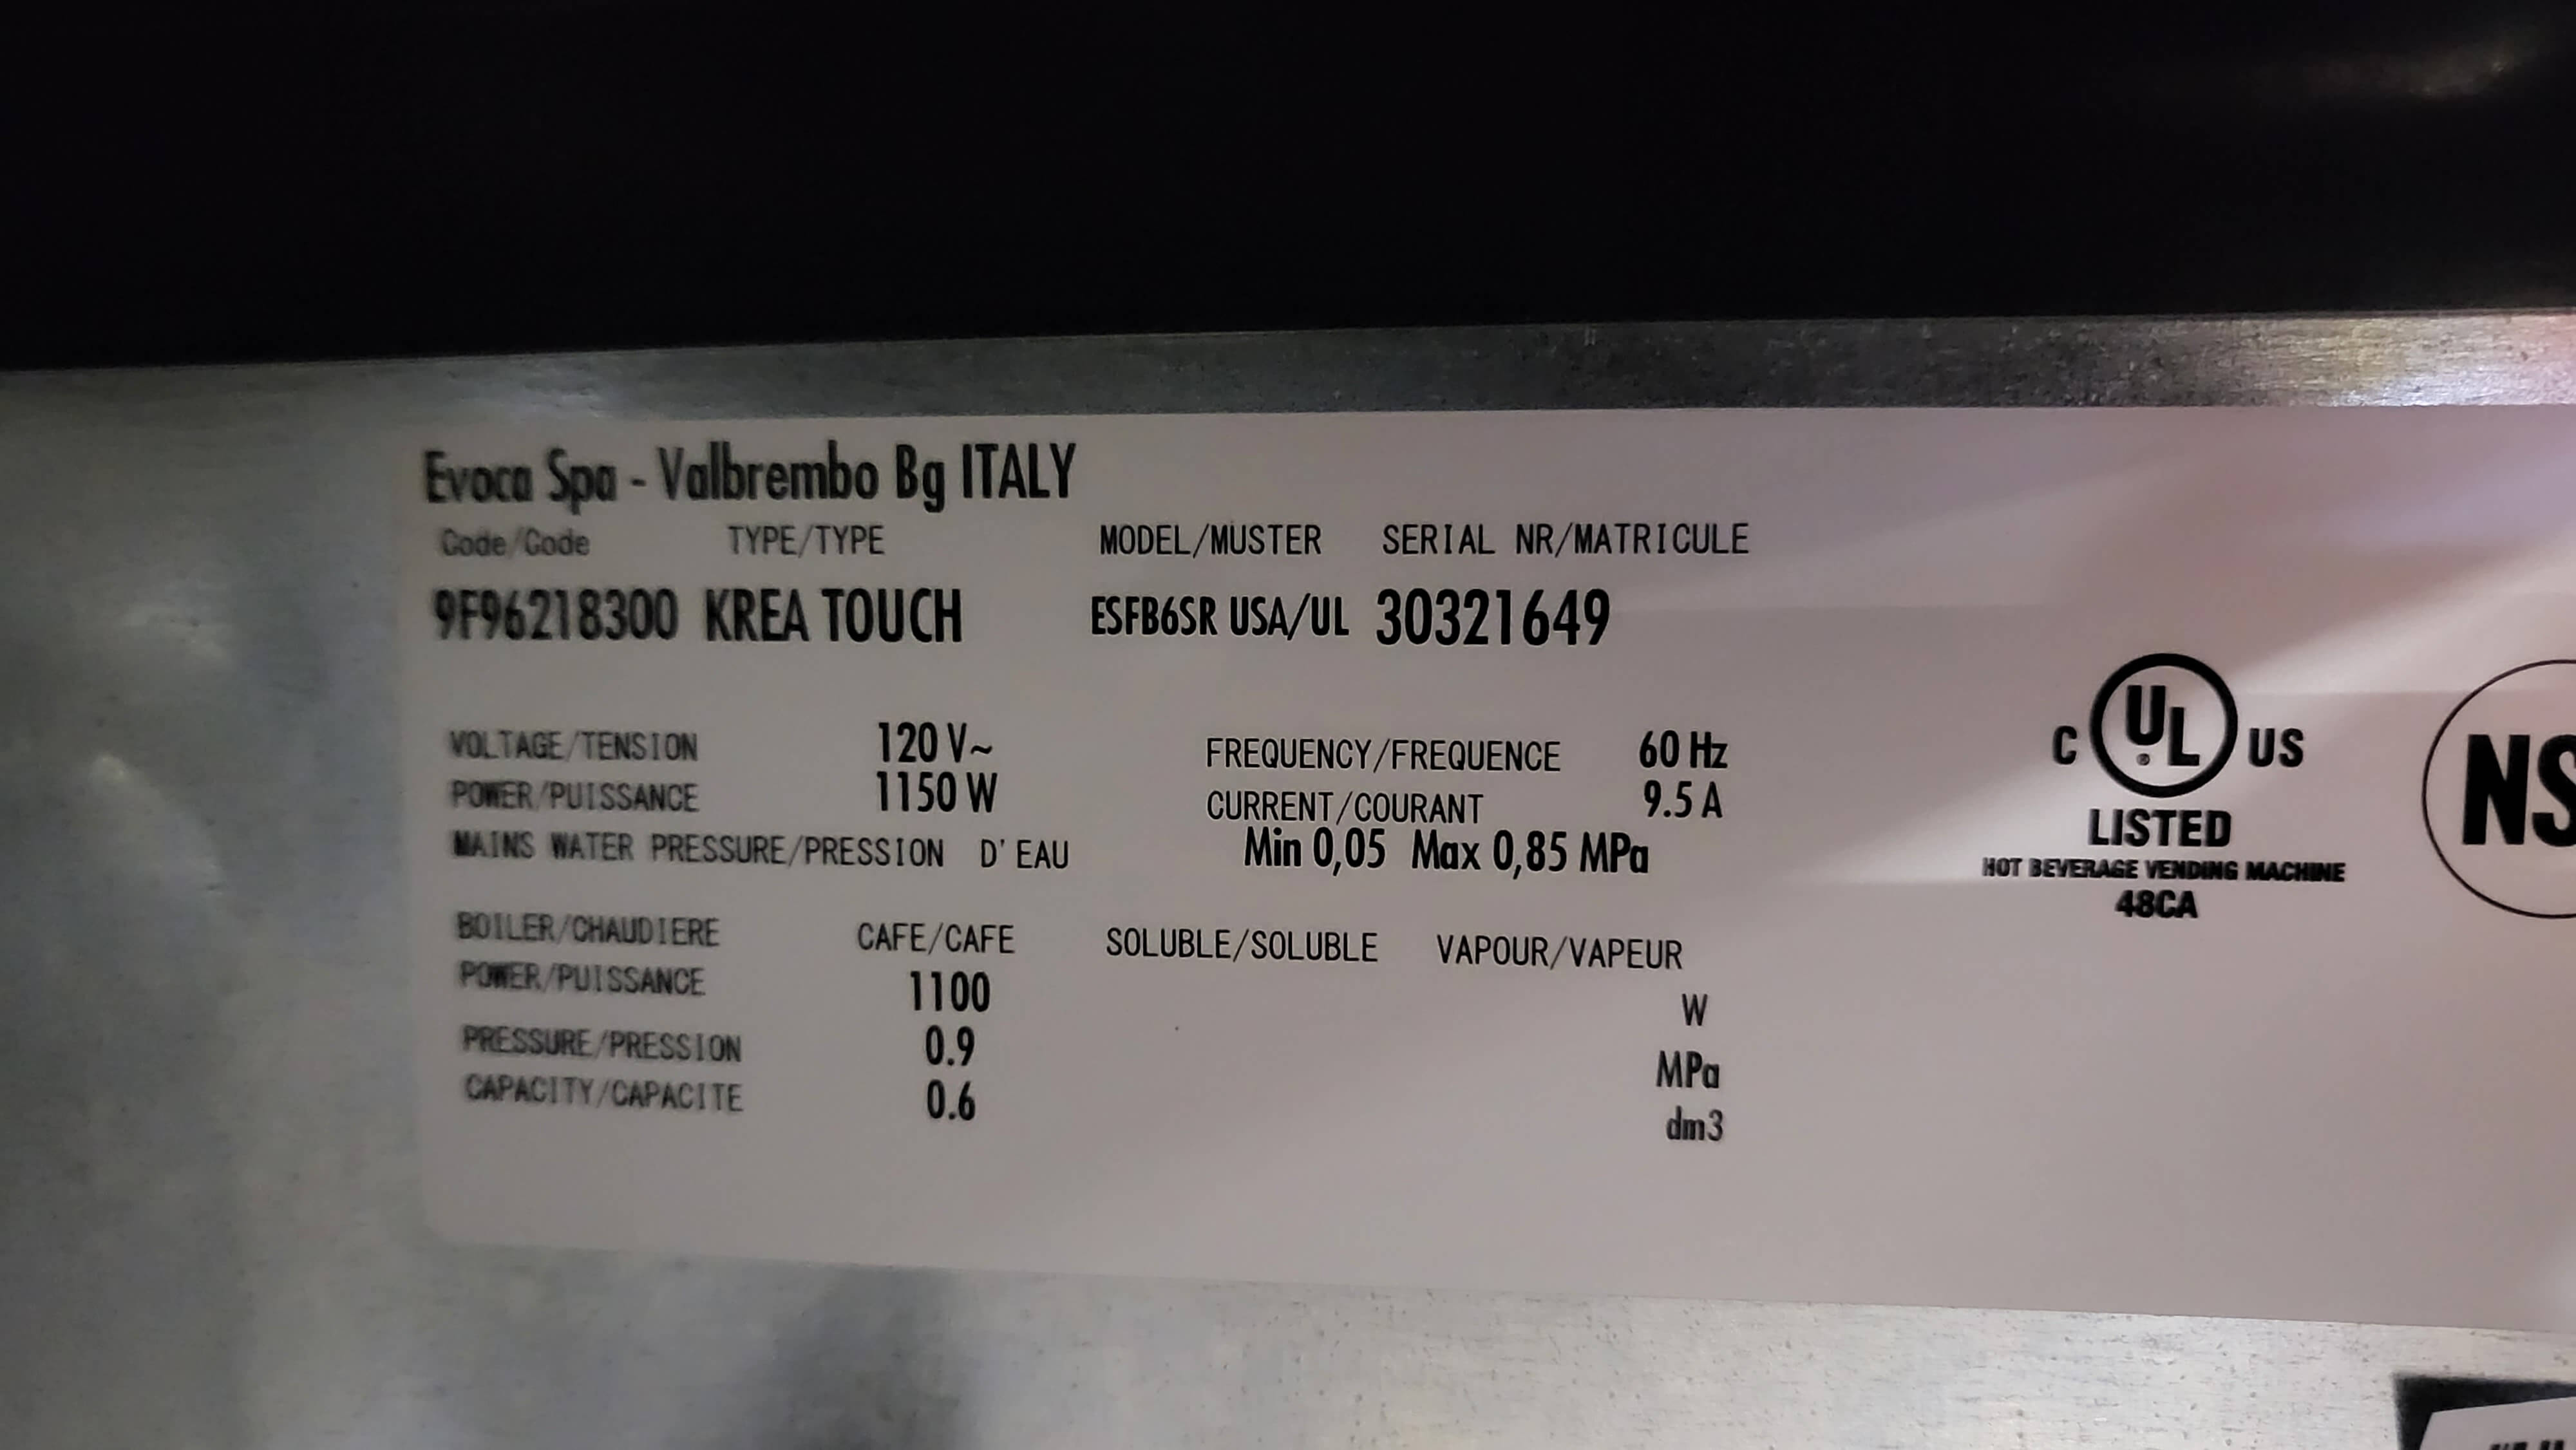 Evoca Spa - Valbrembo Bg ITALY
Code/Code TYPE/TYPE MODEL/MUSTER SERIAL NR/MATRICULE
9F96218300 KREA TOUCH ESFB6SR USA/UL 30321649
VOLTAGE/TENSION 120 V~ FREQUENCY/FREQUENCE 60 Hz
POWER/PUISSANCE 1150 W CURRENT/COURANT 9.5 A
MAINS WATER PRESSURE/PRESSION D'EAU Min 0,05 Max 0,85 MPa
BOILER/CHAUDIERE CAFE/CAFE SOLUBLE/SOLUBLE VAPOUR/VAPEUR
POWER/PUISSANCE 1100 W
PRESSURE/PRESSION 0.9 MPa
CAPACITY/CAPACITE 0.6 dm3
C UL US
LISTED
HOT BEVERAGE VENDING MACHINE
48CA
NS